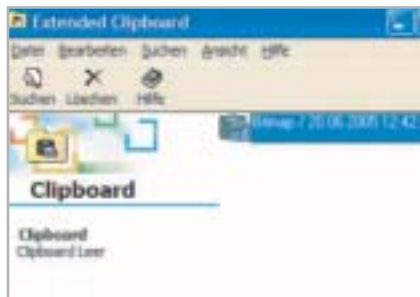 Extended Clipboard
Datei Bearbeiten Suchen Ansicht Hilfe
Suchen Löschen Hilfe
Bitmap / 20.06.2005 12:42
Clipboard
Clipboard
Clipboard Leer